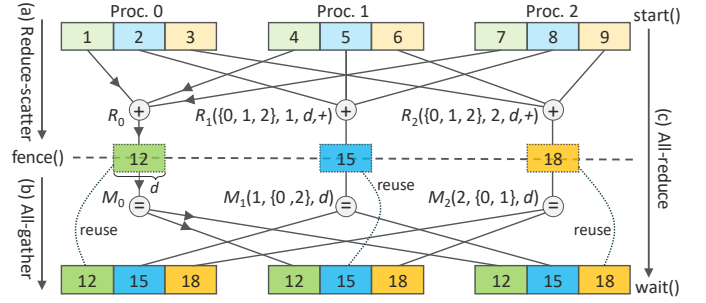 Proc. 0 Proc. 1 Proc. 2
start()
1 2 3 4 5 6 7 8 9
(a) Reduce-scatter
+ + +
R0 R1({0, 1, 2}, 1, d,+) R2({0, 1, 2}, 2, d,+)
fence() 12 15 18
d
(c) All-reduce
(b) All-gather
M0 M1(1, {0 ,2}, d) M2(2, {0, 1}, d)
= = =
reuse reuse reuse
12 15 18 12 15 18 12 15 18
wait()